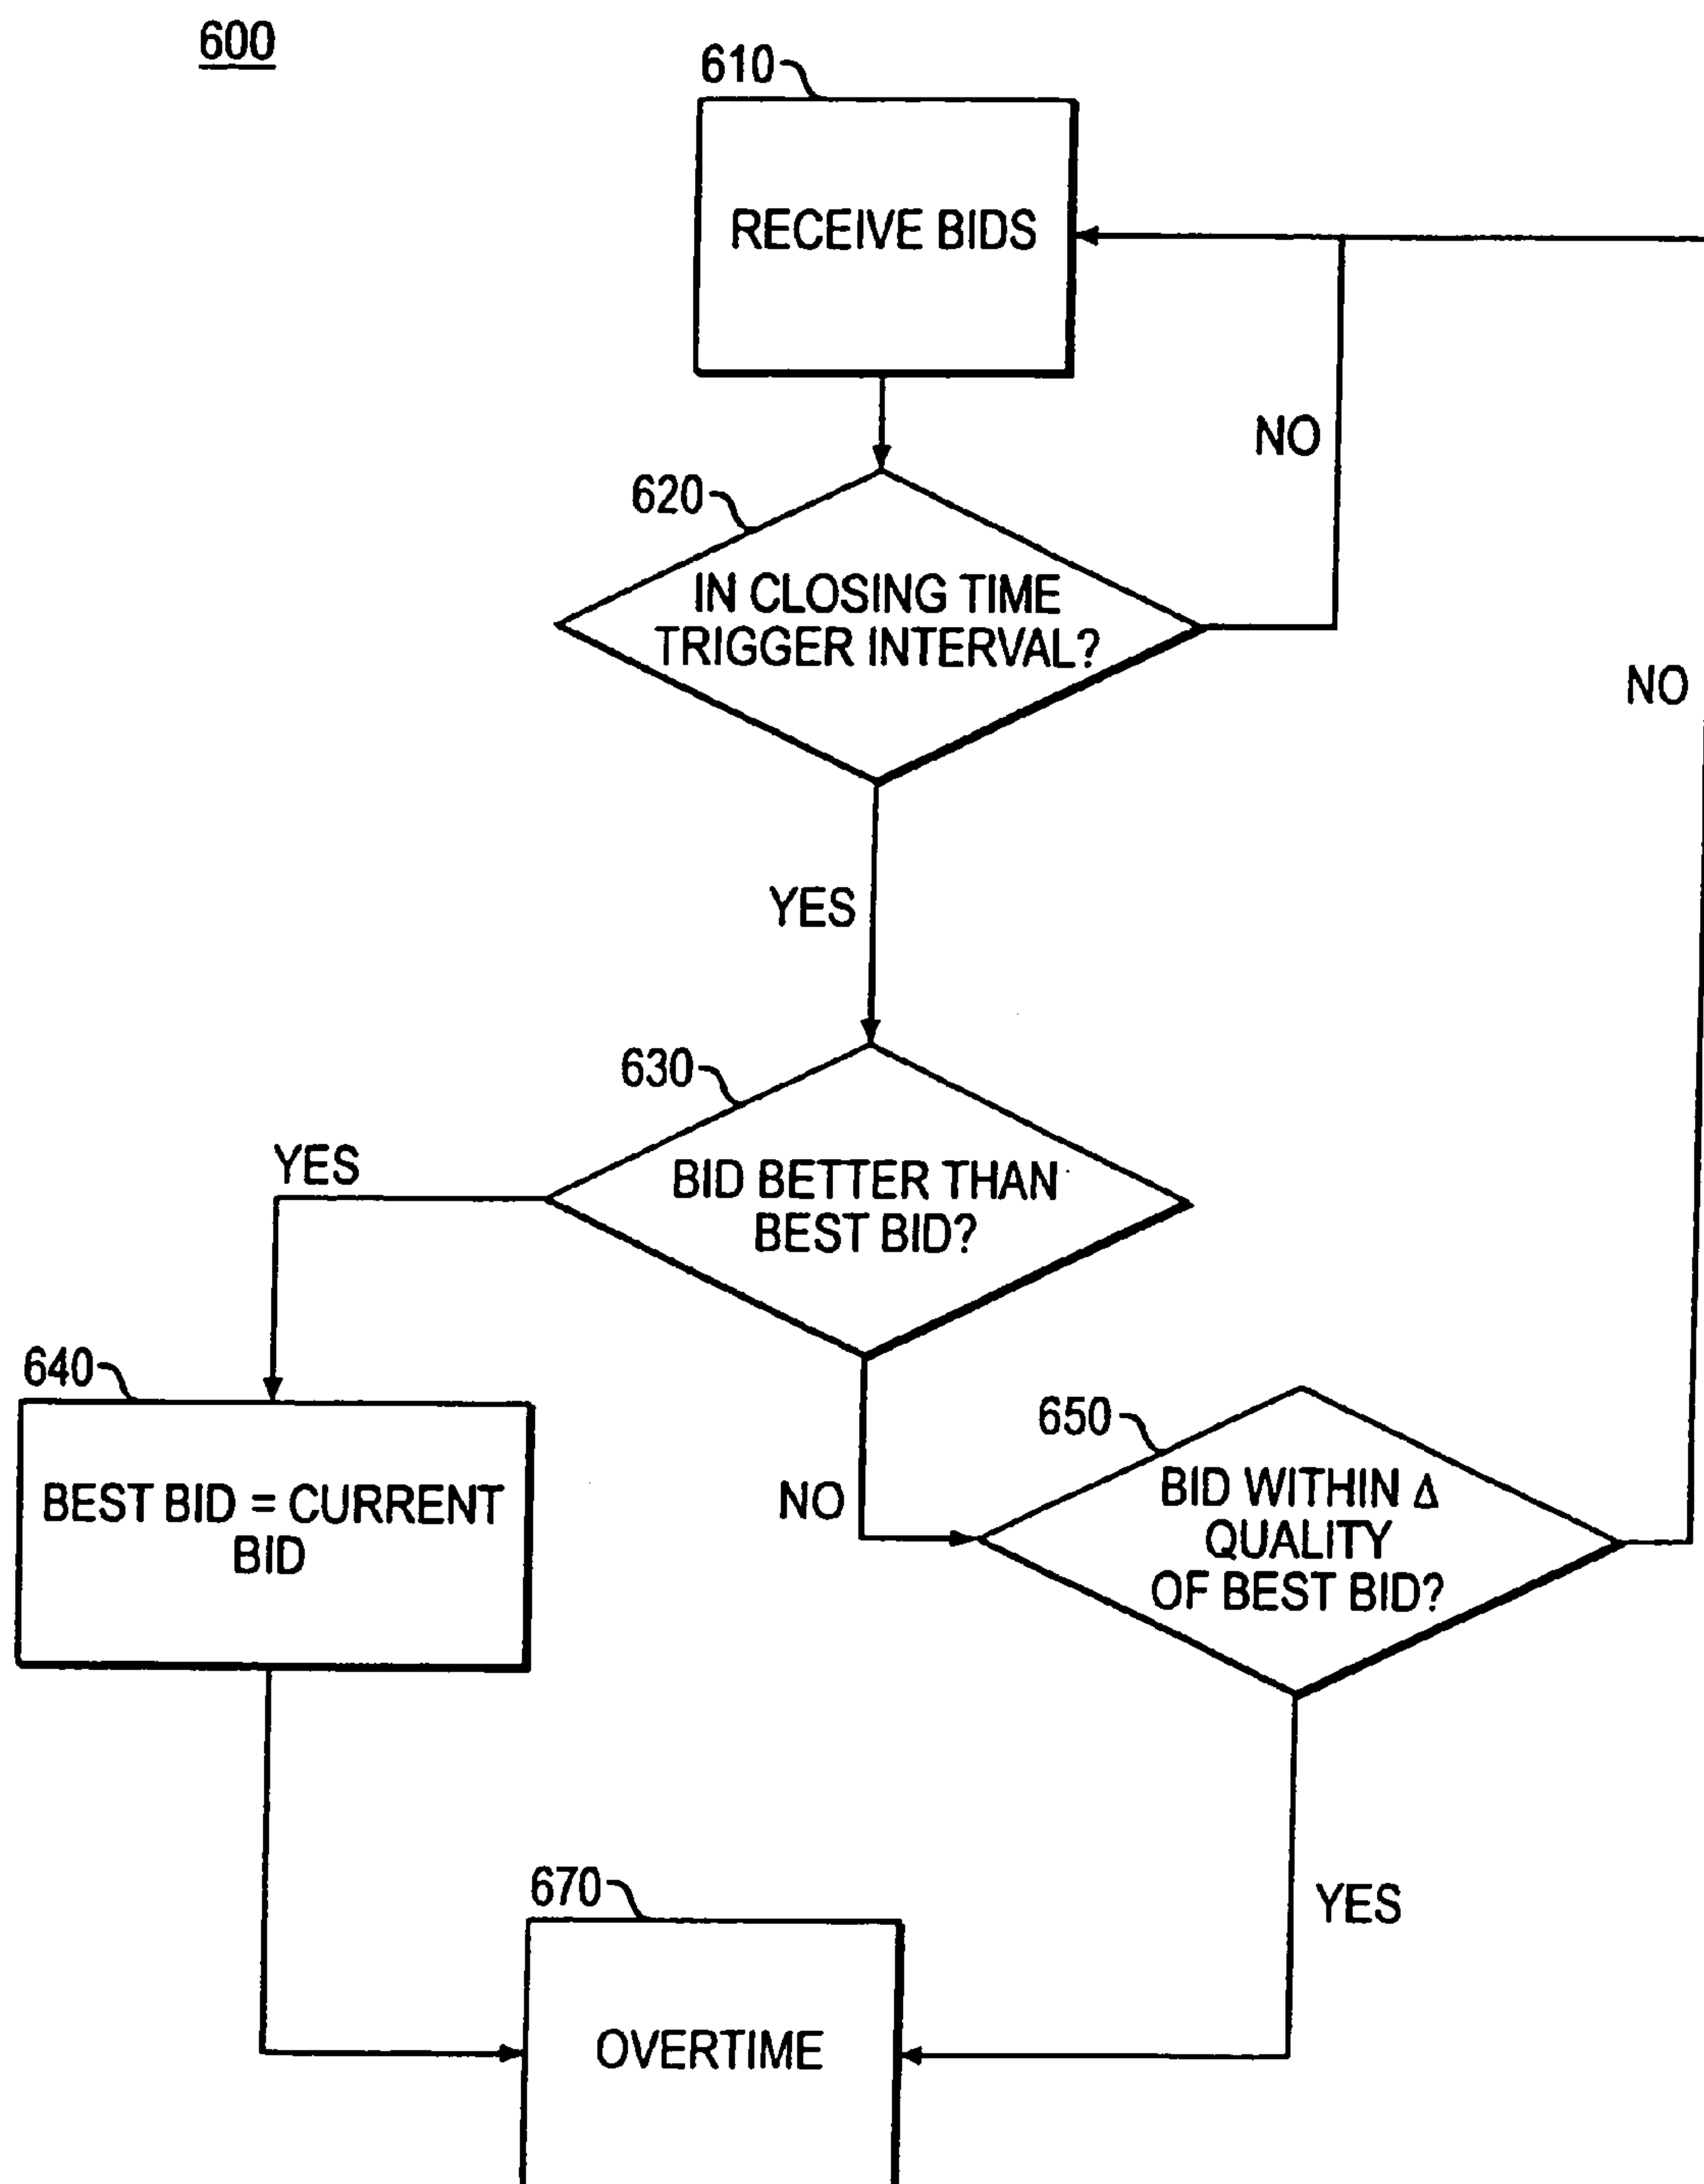 600
610
RECEIVE BIDS
NO
620
IN CLOSING TIME
TRIGGER INTERVAL?
NO
YES
630
YES
BID BETTER THAN
BEST BID?
640
BEST BID = CURRENT
BID
NO
650
BID WITHIN Δ
QUALITY
OF BEST BID?
YES
670
OVERTIME